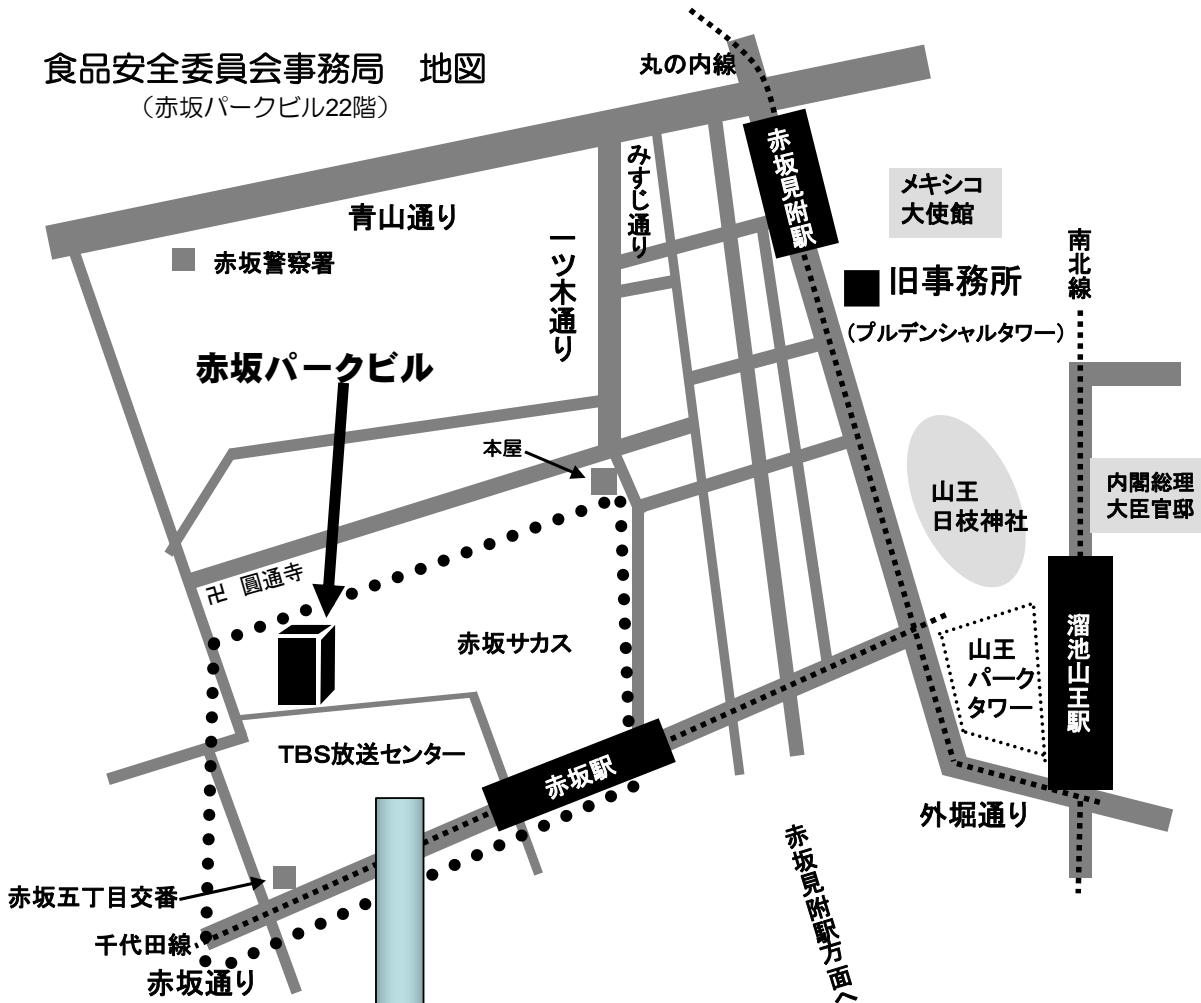 食品安全委員会事務局　地図
（赤坂パークビル22階）
丸の内線
赤坂見附駅
みすじ通り
メキシコ
大使館
青山通り
一ツ木通り
南北線
赤坂警察署
旧事務所
（プルデンシャルタワー）
赤坂パークビル
本屋
山王
日枝神社
内閣総理
大臣官邸
卍 圓通寺
赤坂サカス
山王
パーク
タワー
溜池山王駅
TBS放送センター
赤坂駅
外堀通り
赤坂見附駅方面へ
赤坂五丁目交番
千代田線
赤坂通り